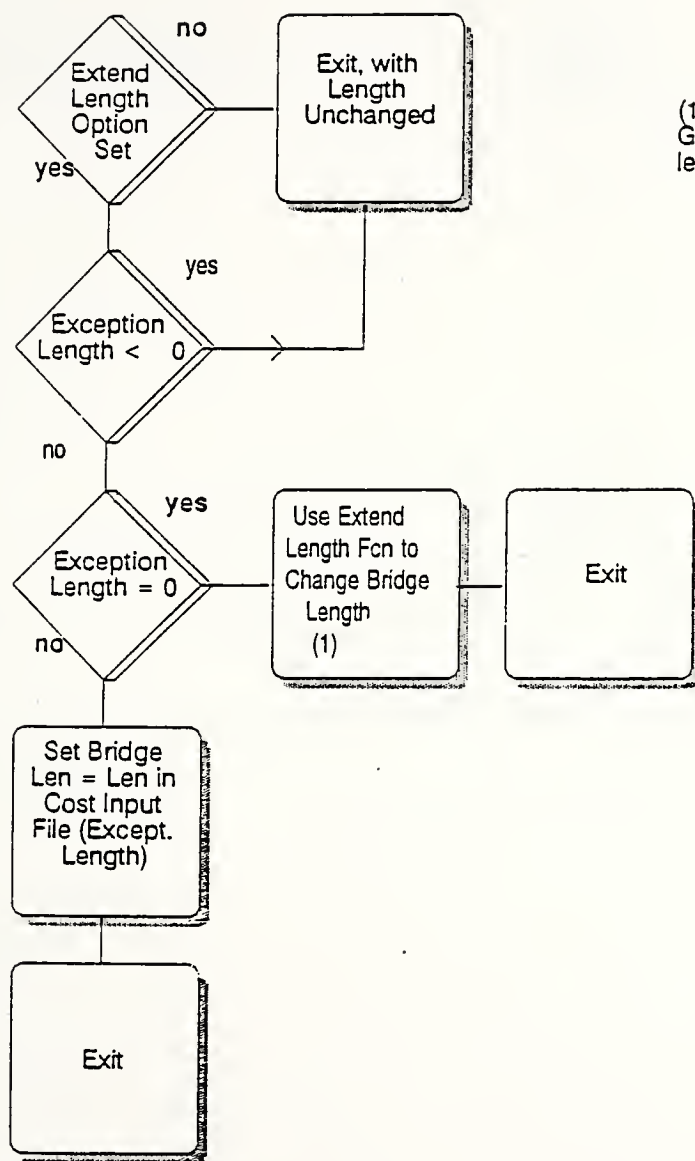 no
Extend
Length
Option
Set
yes
Exit, with
Length
Unchanged
(1
G
le
yes
Exception
Length < 0
no
yes
Exception
Length = 0
no
Use Extend
Length Fcn to
Change Bridge
Length
(1)
Exit
Set Bridge
Len = Len in
Cost Input
File (Except.
Length)
Exit